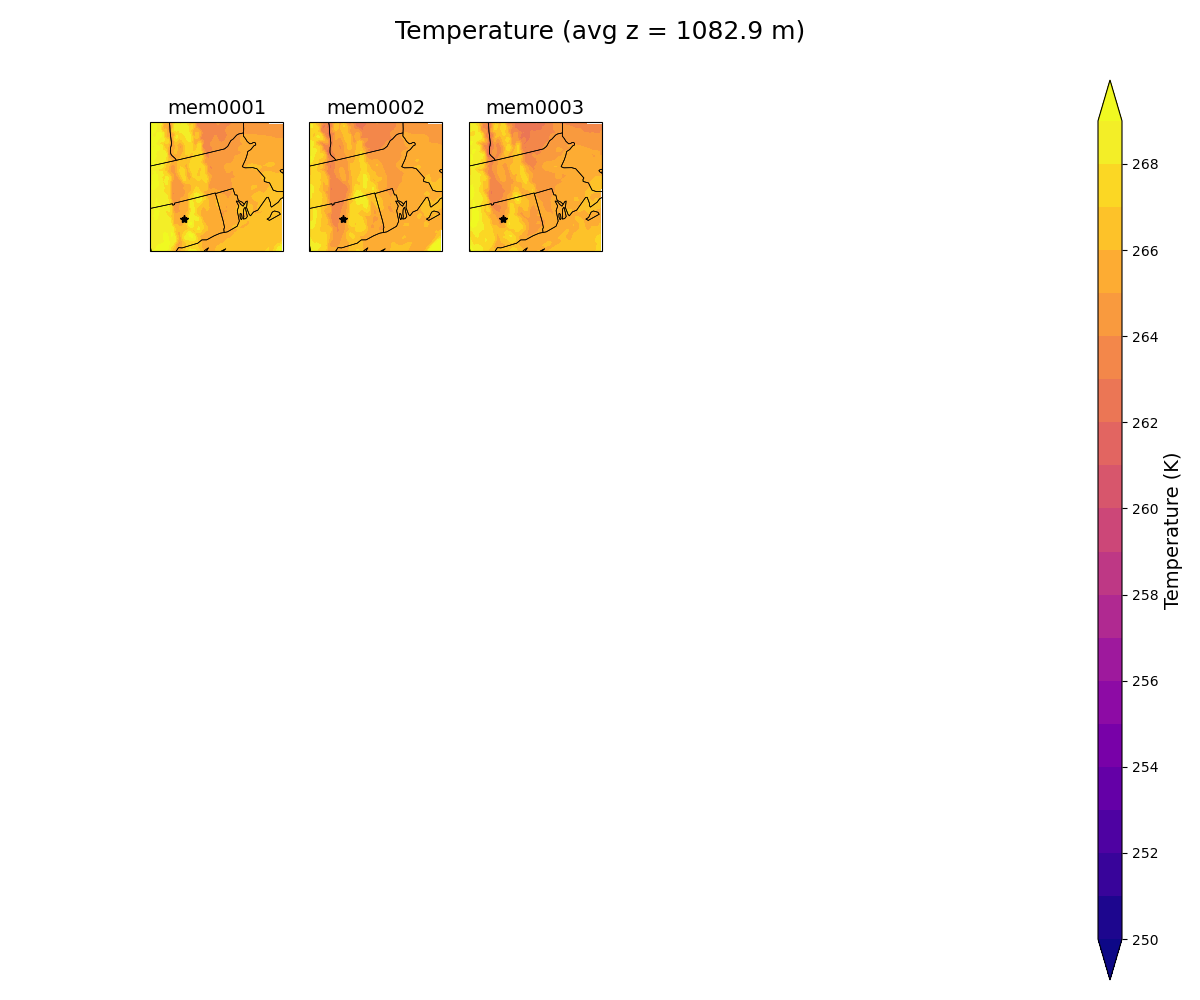 Temperature (avg z = 1082.9 m)
mem0001
mem0002
mem0003
268
266
264
262
260
258
256
254
252
250
Temperature (K)